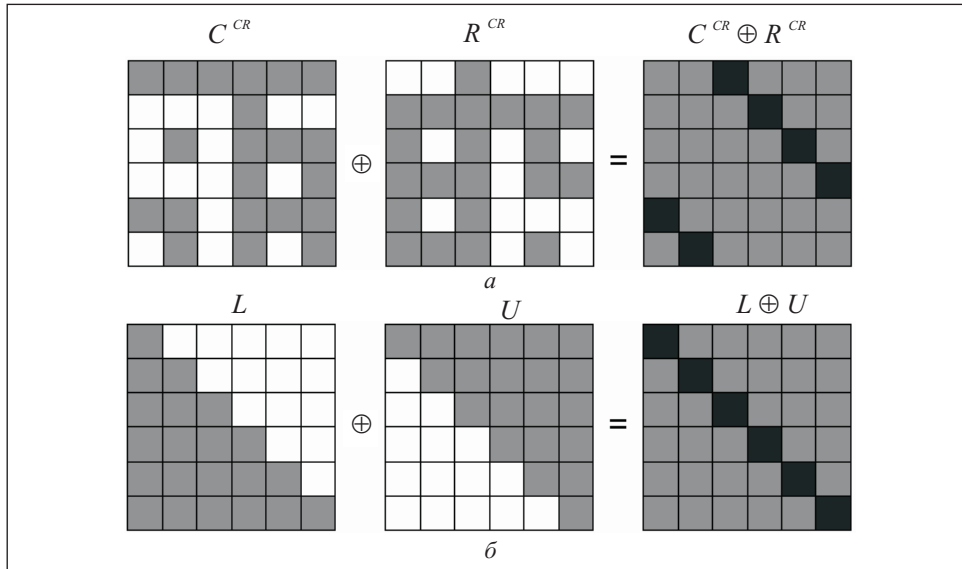 C^CR R^CR C^CR ⊕ R^CR
⊕ =
а
L U L ⊕ U
⊕ =
б